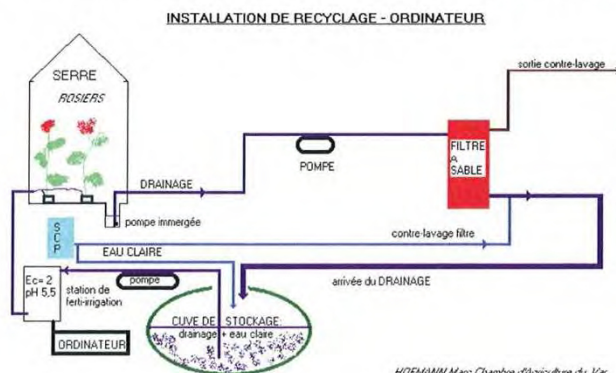 INSTALLATION DE RECYCLAGE - ORDINATEUR
sortie contre-lavage
SERRE
ROSIERS
FILTRE
A
SABLE
POMPE
DRAINAGE
pompe immergée
SCP
contre-lavage filtre
EAU CLAIRE
Ec= 2
pH 5,5
station de
ferti-irrigation
pompe
arrivée du DRAINAGE
CUVE DE STOCKAGE:
drainage + eau claire
ORDINATEUR
HOFMANN Marc Chambre d'Agriculture du Var